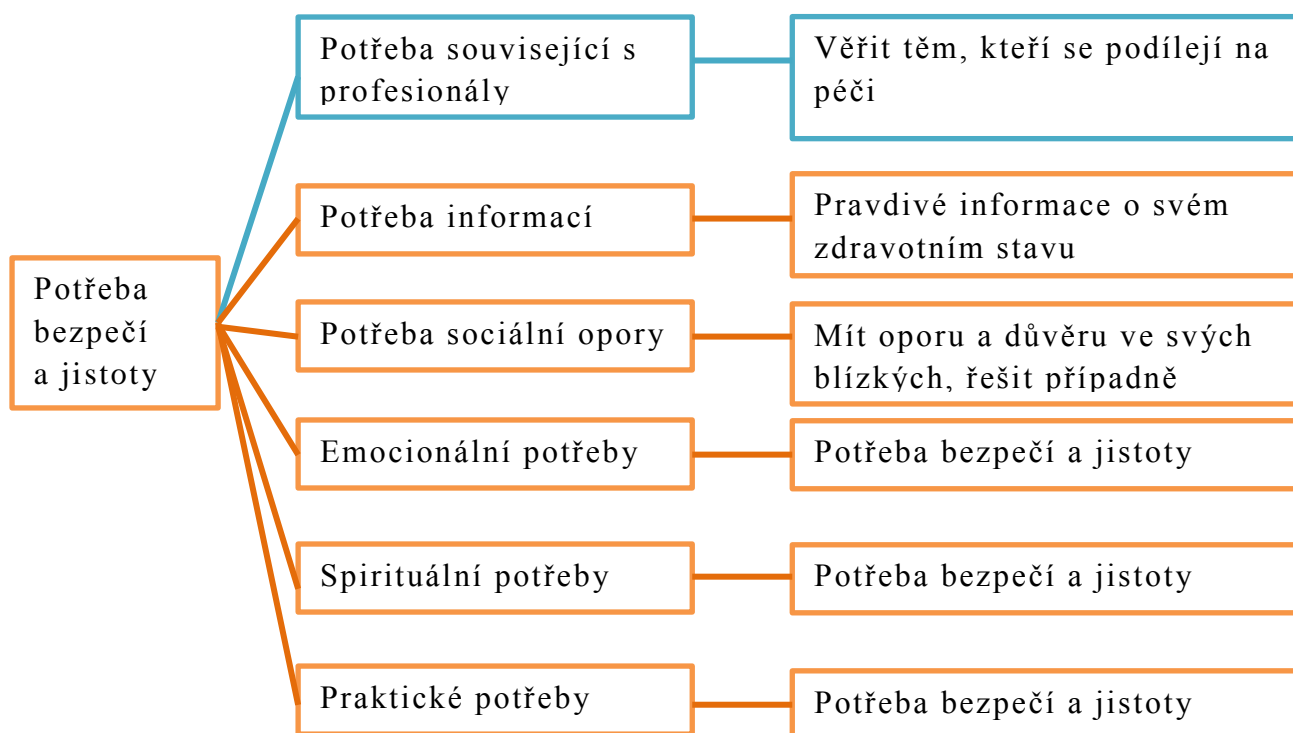 Potřeba
bezpečí
a jistoty
Potřeba související s
profesionály
Věřit těm, kteří se podílejí na
péči
Potřeba informací
Pravdivé informace o svém
zdravotním stavu
Potřeba sociální opory
Mít oporu a důvěru ve svých
blízkých, řešit případně
Emocionální potřeby
Potřeba bezpečí a jistoty
Spirituální potřeby
Potřeba bezpečí a jistoty
Praktické potřeby
Potřeba bezpečí a jistoty